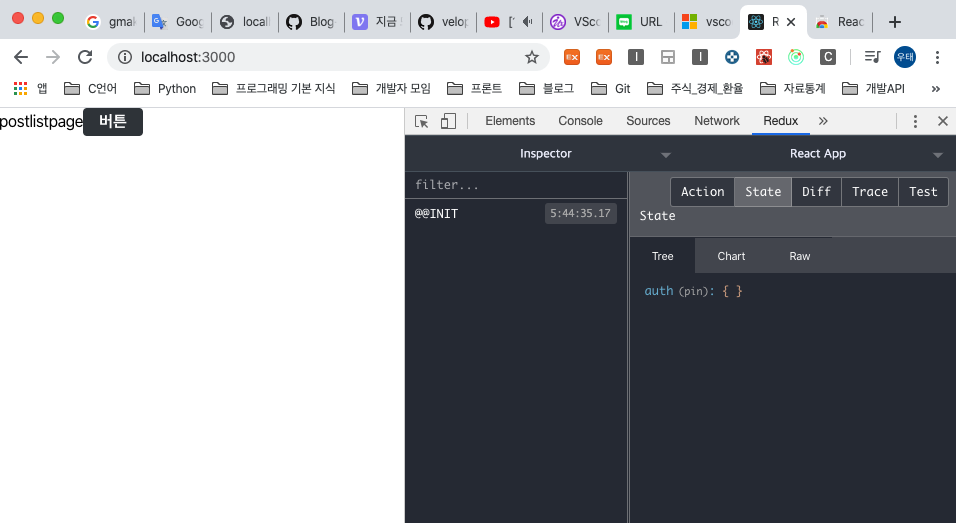 gmak Goog locall Blog 지금 velop VSco URL vsco R Reac
localhost:3000 우태
앱 C언어 Python 프로그래밍 기본 지식 개발자 모임 프론트 블로그 Git 주식_경제_환율 자료통계 개발API »
postlistpage 버튼
Elements Console Sources Network Redux »
Inspector React App
filter...
Action State Diff Trace Test
@@INIT 5:44:35.17
State
Tree Chart Raw
auth (pin): { }